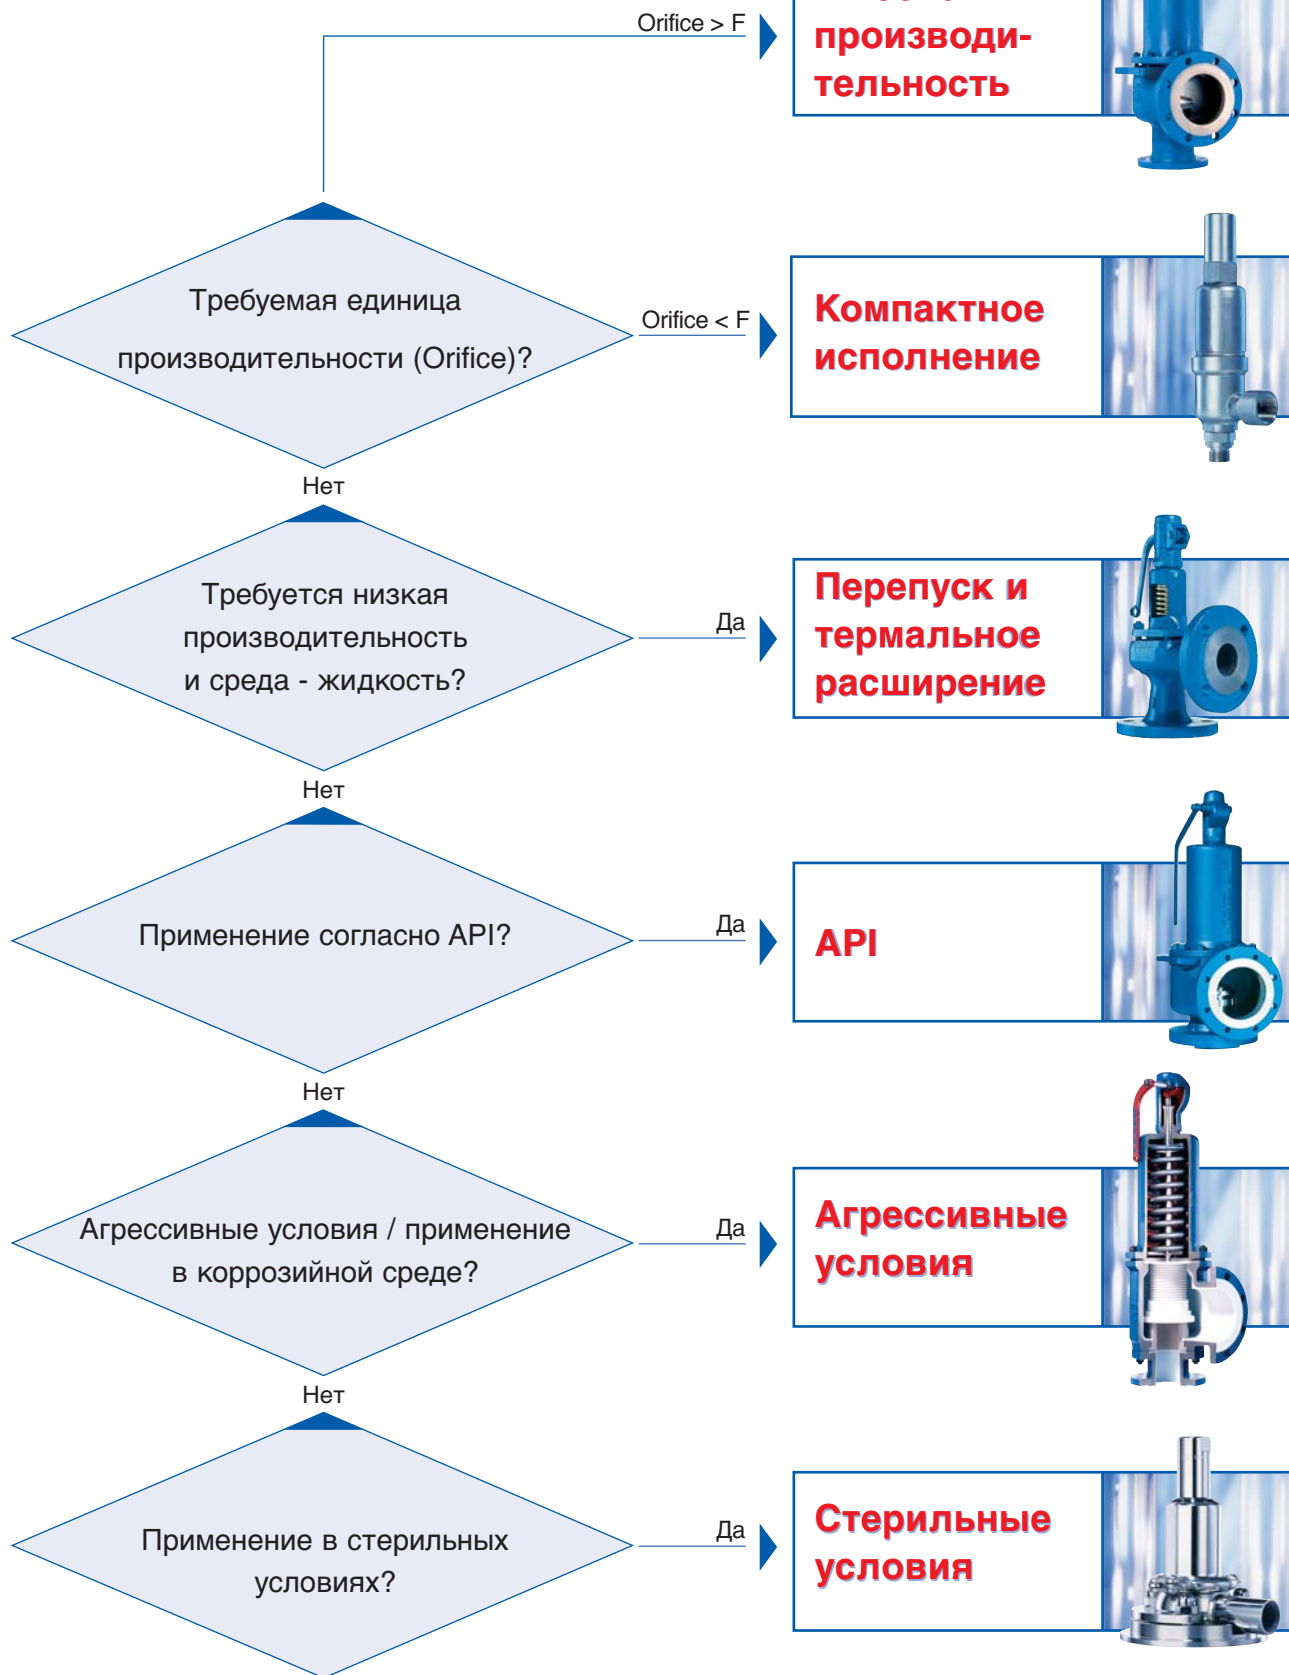 Orifice > F
производи-
тельность
Требуемая единица
производительности (Orifice)?
Orifice < F
Компактное
исполнение
Нет
Требуется низкая
производительность
и среда - жидкость?
Да
Перепуск и
термальное
расширение
Нет
Применение согласно API?
Да
API
Нет
Агрессивные условия / применение
в коррозийной среде?
Да
Агрессивные
условия
Нет
Применение в стерильных
условиях?
Да
Стерильные
условия